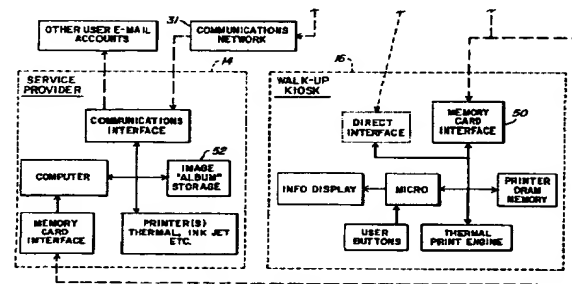 OTHER USER E-MAIL
ACCOUNTS
31
COMMUNICATIONS
NETWORK
14
SERVICE
PROVIDER
COMMUNICATIONS
INTERFACE
52
COMPUTER
IMAGE
"ALBUM"
STORAGE
MEMORY
CARD
INTERFACE
PRINTER(S)
THERMAL, INK JET
ETC.
16
WALK-UP
KIOSK
DIRECT
INTERFACE
MEMORY
CARD
INTERFACE
50
INFO DISPLAY
MICRO
PRINTER
DRAM
MEMORY
USER
BUTTONS
THERMAL
PRINT ENGINE